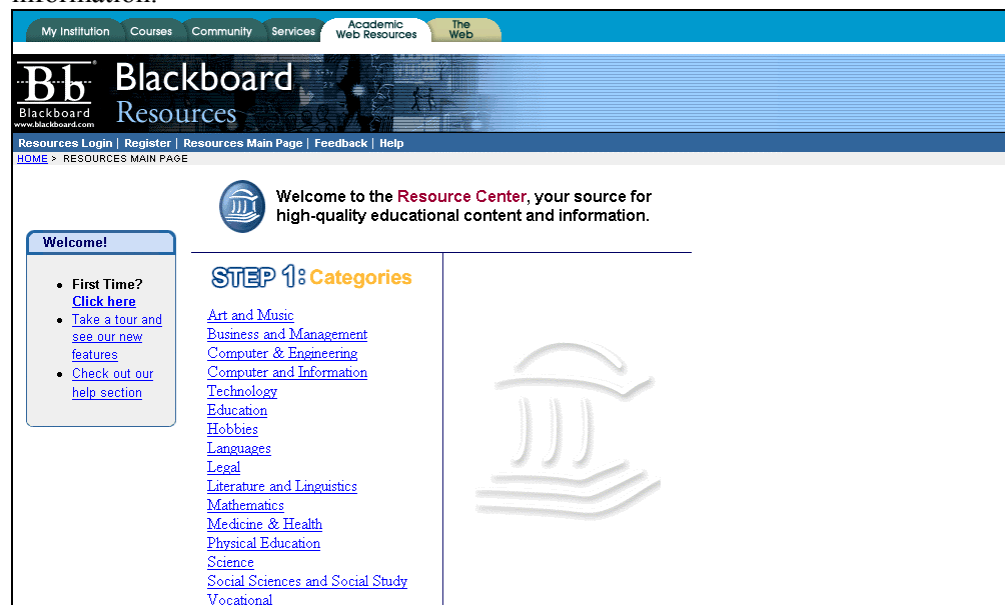 information.
My Institution Courses Community Services Academic Web Resources The Web
Bb
Blackboard
www.blackboard.com
Blackboard
Resources
Resources Login | Register | Resources Main Page | Feedback | Help
HOME > RESOURCES MAIN PAGE
Welcome to the Resource Center, your source for
high-quality educational content and information.
Welcome!
First Time?
Click here
Take a tour and
see our new
features
Check out our
help section
STEP 1: Categories
Art and Music
Business and Management
Computer & Engineering
Computer and Information
Technology
Education
Hobbies
Languages
Legal
Literature and Linguistics
Mathematics
Medicine & Health
Physical Education
Science
Social Sciences and Social Study
Vocational